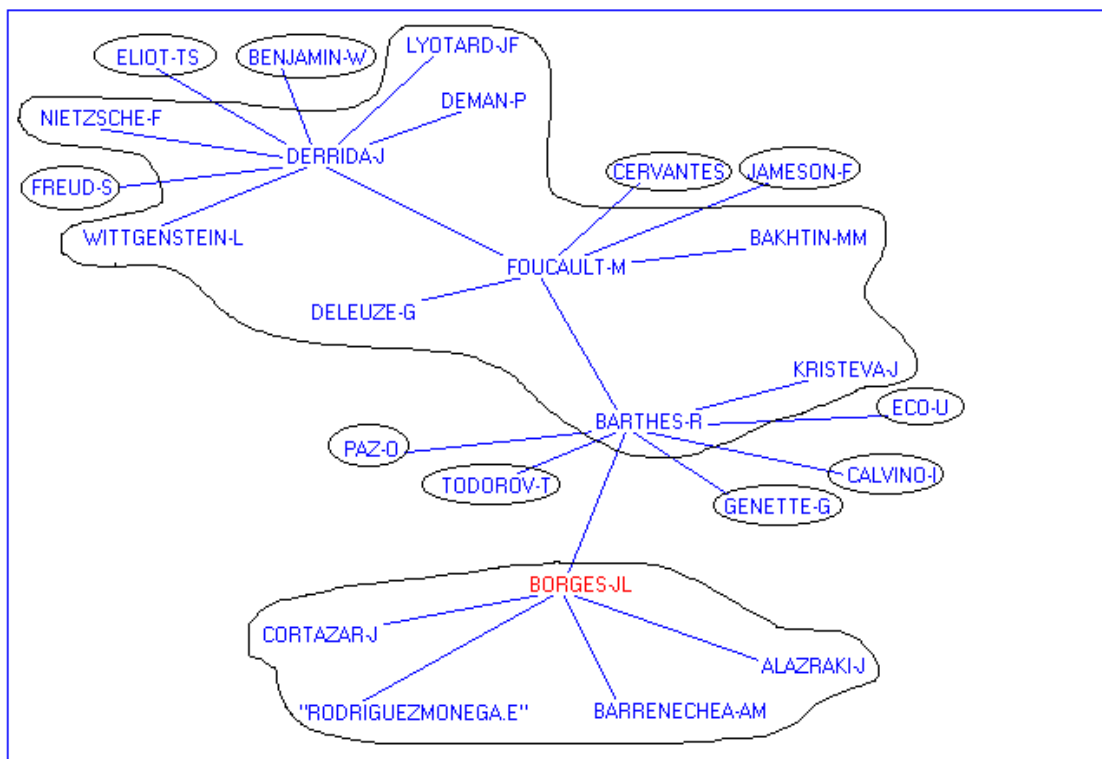 LYOTARD-JF
ELIOT-TS
BENJAMIN-W
DEMAN-P
NIETZSCHE-F
DERRIDA-J
CERVANTES
JAMESON-F
FREUD-S
WITTGENSTEIN-L
BAKHTIN-MM
FOUCAULT-M
DELEUZE-G
KRISTEVA-J
ECO-U
BARTHES-R
PAZ-O
CALVINO-I
TODOROV-T
GENETTE-G
BORGES-JL
CORTAZAR-J
ALAZRAKI-J
"RODRIGUEZMONEGA.E"
BARRENECHEA-AM